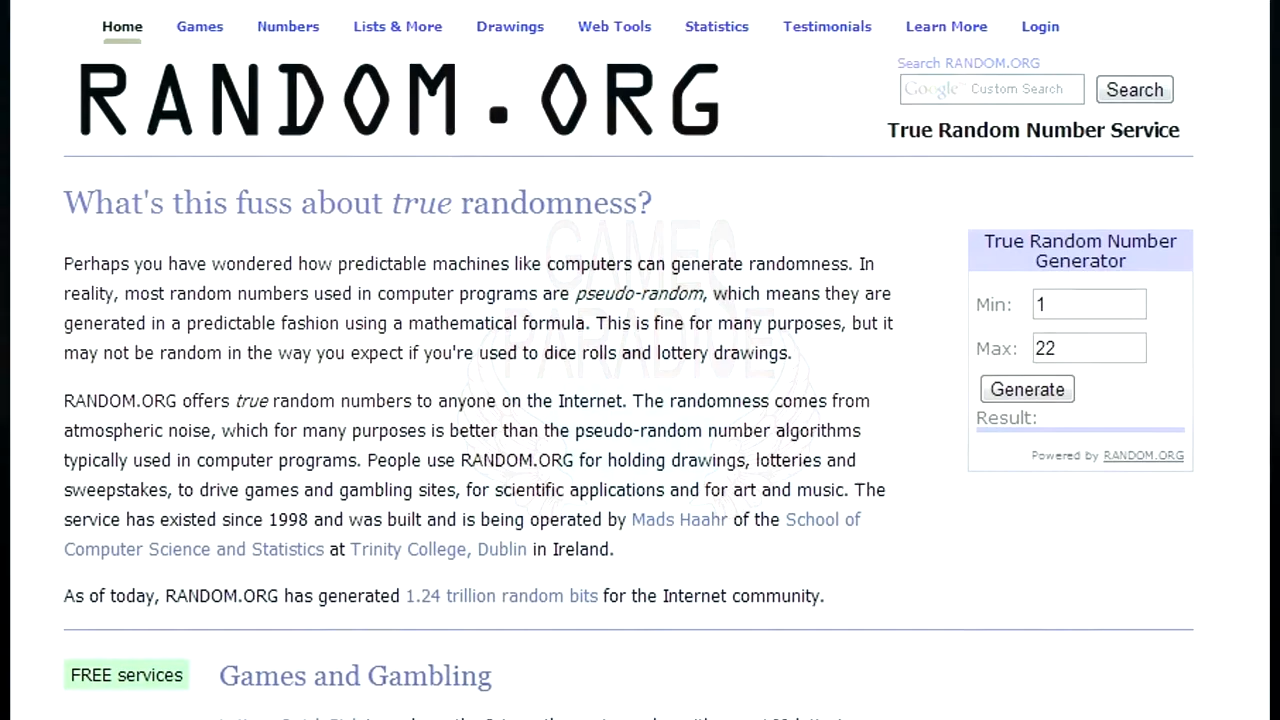 Home Games Numbers Lists & More Drawings Web Tools Statistics Testimonials Learn More Login
RANDOM.ORG
Search RANDOM.ORG
Google™ Custom Search Search
True Random Number Service
What's this fuss about true randomness?
Perhaps you have wondered how predictable machines like computers can generate randomness. In
reality, most random numbers used in computer programs are pseudo-random, which means they are
generated in a predictable fashion using a mathematical formula. This is fine for many purposes, but it
may not be random in the way you expect if you're used to dice rolls and lottery drawings.
RANDOM.ORG offers true random numbers to anyone on the Internet. The randomness comes from
atmospheric noise, which for many purposes is better than the pseudo-random number algorithms
typically used in computer programs. People use RANDOM.ORG for holding drawings, lotteries and
sweepstakes, to drive games and gambling sites, for scientific applications and for art and music. The
service has existed since 1998 and was built and is being operated by Mads Haahr of the School of
Computer Science and Statistics at Trinity College, Dublin in Ireland.
As of today, RANDOM.ORG has generated 1.24 trillion random bits for the Internet community.
True Random Number
Generator
Min: 1
Max: 22
Generate
Result:
Powered by RANDOM.ORG
GAMES
PARADISE
FREE services
Games and Gambling